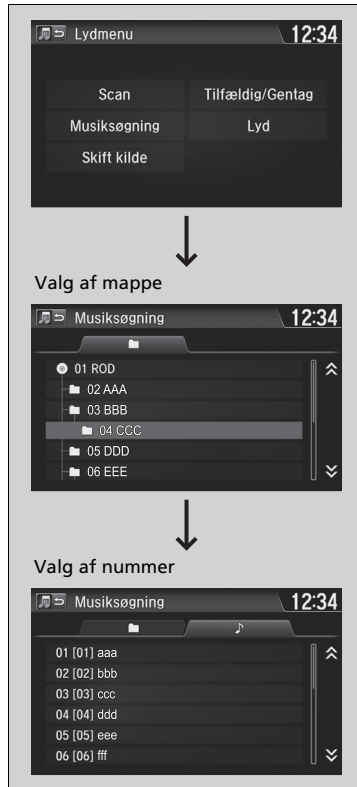 Lydmenu 12:34
Scan Tilfældig/Gentag
Musiksøgning Lyd
Skift kilde
Valg af mappe
Musiksøgning 12:34
01 ROD
02 AAA
03 BBB
04 CCC
05 DDD
06 EEE
Valg af nummer
Musiksøgning 12:34
01 [01] aaa
02 [02] bbb
03 [03] ccc
04 [04] ddd
05 [05] eee
06 [06] fff